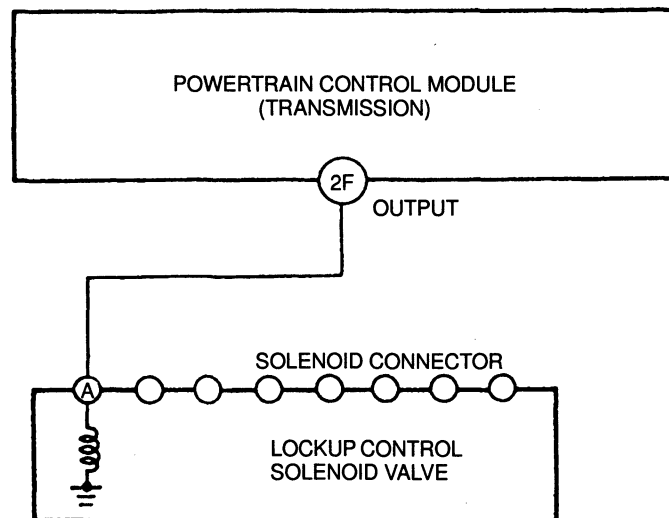 POWERTRAIN CONTROL MODULE
(TRANSMISSION)
2F
OUTPUT
SOLENOID CONNECTOR
A
LOCKUP CONTROL
SOLENOID VALVE